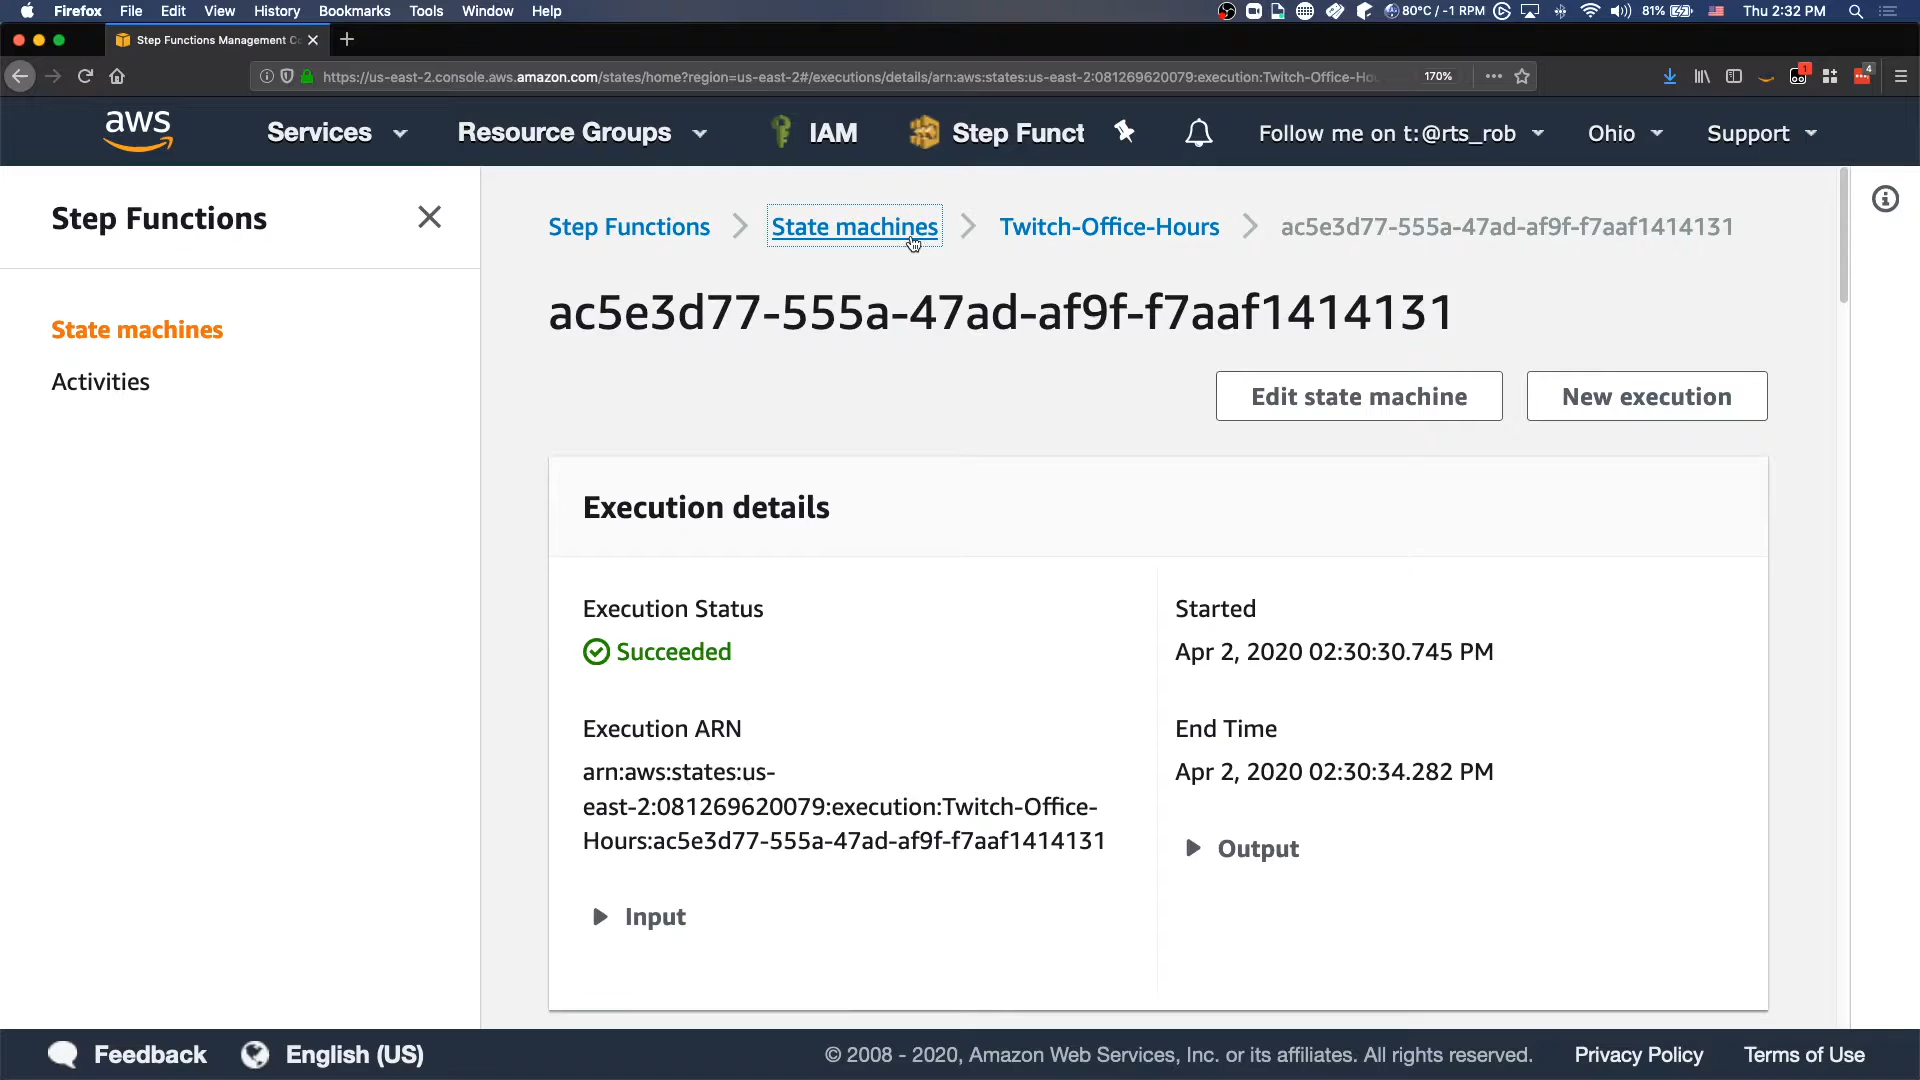 Firefox File Edit View History Bookmarks Tools Window Help 80°C / -1 RPM 81% Thu 2:32 PM
Step Functions Management Co
https://us-east-2.console.aws.amazon.com/states/home?region=us-east-2#/executions/details/arn:aws:states:us-east-2:081269620079:execution:Twitch-Office-Ho 170% 1 4
aws Services Resource Groups IAM Step Funct Follow me on t:@rts_rob Ohio Support
Step Functions
State machines
Activities
Step Functions State machines Twitch-Office-Hours ac5e3d77-555a-47ad-af9f-f7aaf1414131
ac5e3d77-555a-47ad-af9f-f7aaf1414131
Edit state machine New execution
Execution details
Execution Status
Succeeded
Execution ARN
arn:aws:states:us-
east-2:081269620079:execution:Twitch-Office-
Hours:ac5e3d77-555a-47ad-af9f-f7aaf1414131
Input
Started
Apr 2, 2020 02:30:30.745 PM
End Time
Apr 2, 2020 02:30:34.282 PM
Output
Feedback English (US) © 2008 - 2020, Amazon Web Services, Inc. or its affiliates. All rights reserved. Privacy Policy Terms of Use